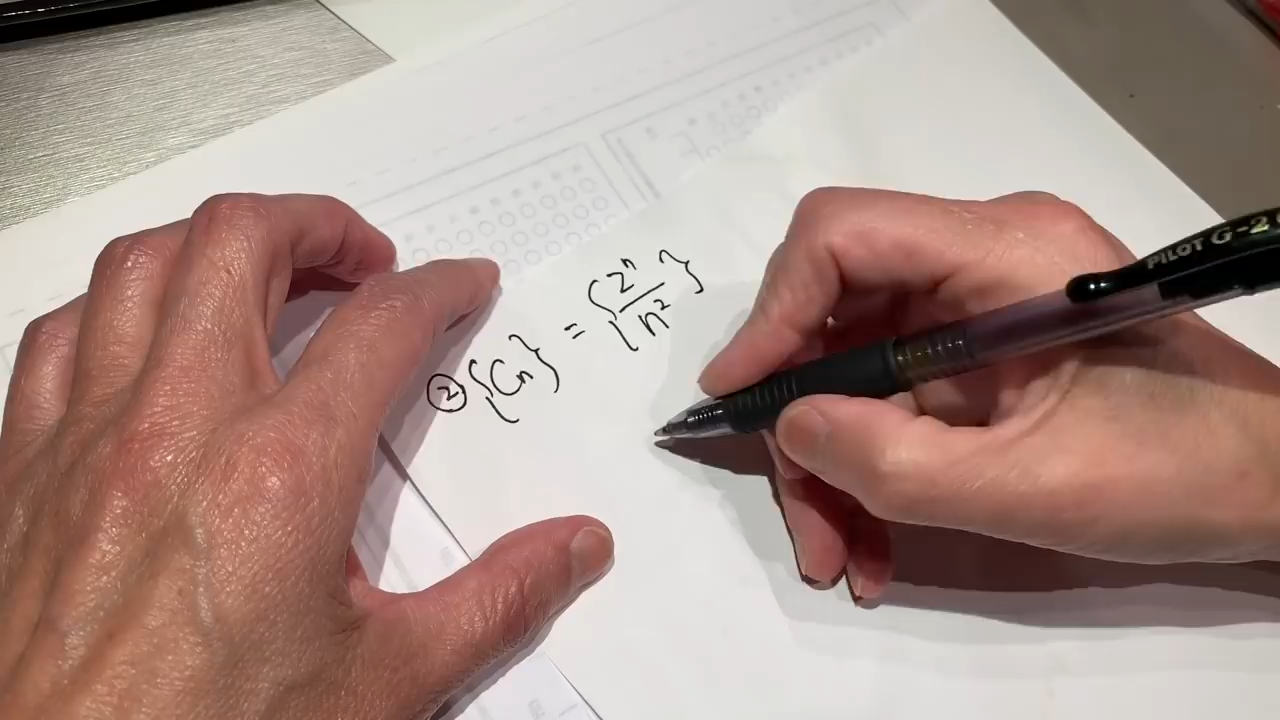 ② {Cn} = {2ⁿ/n²}
PILOT G-2